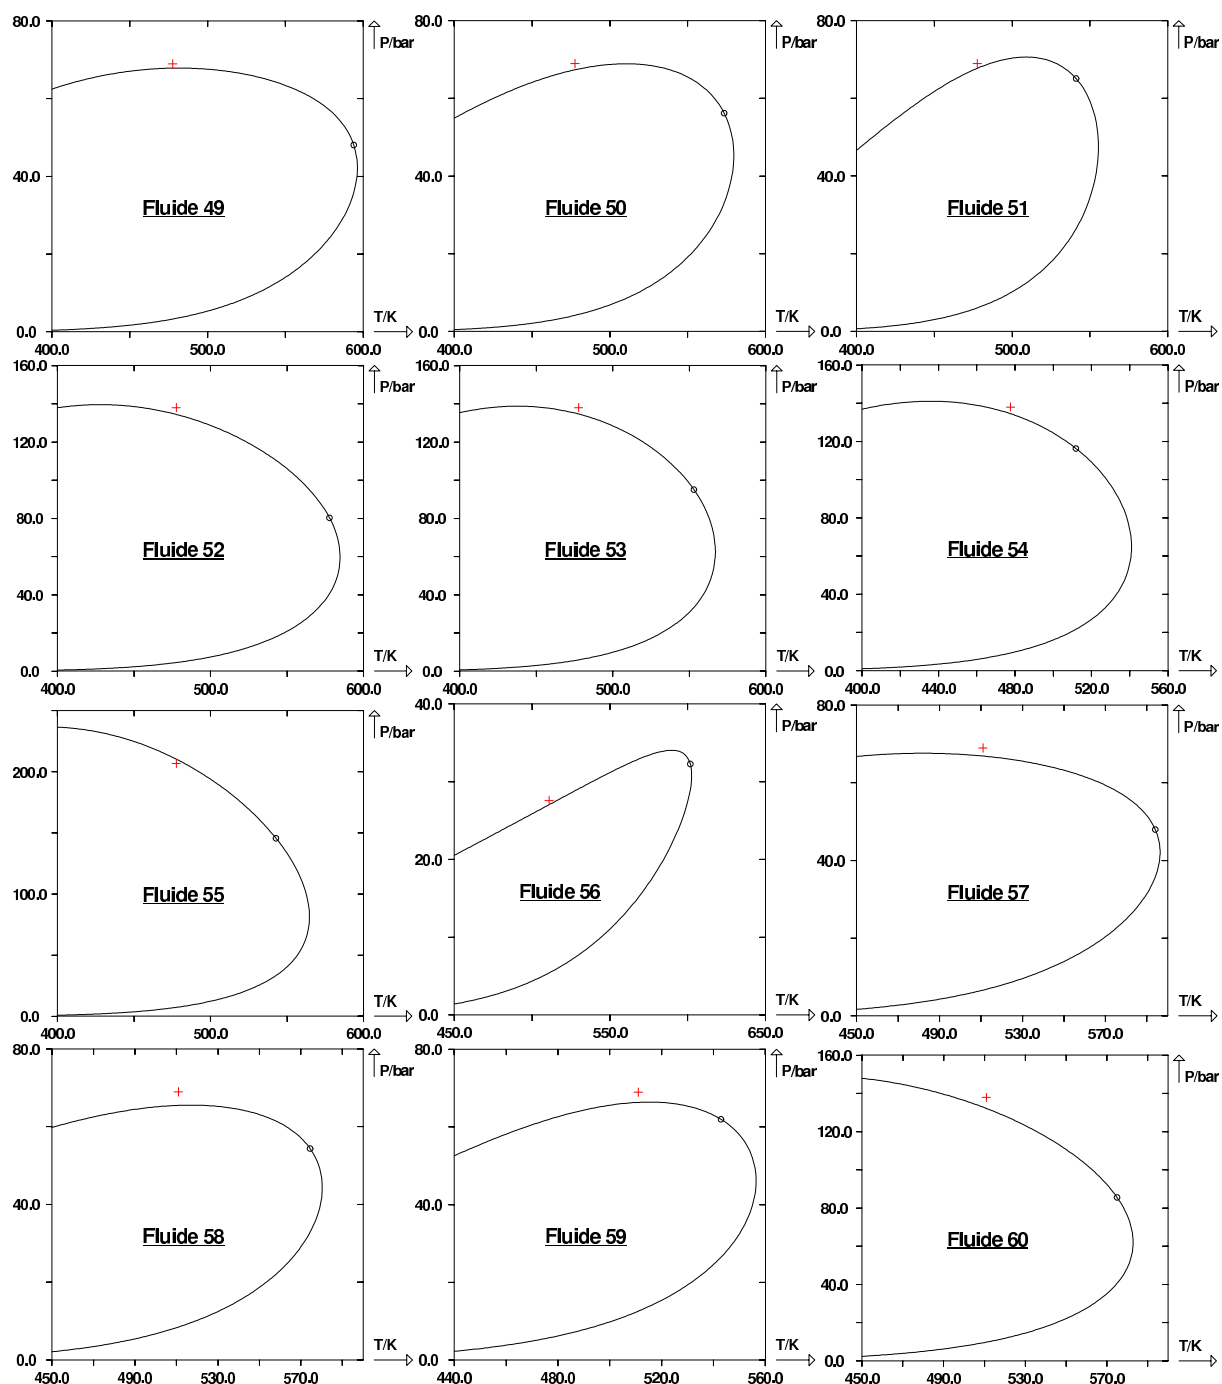 80.0 P/bar 80.0 P/bar 80.0 P/bar
40.0 40.0 40.0
Fluide 49 Fluide 50 Fluide 51
T/K T/K T/K
0.0 0.0 0.0
400.0 500.0 600.0 400.0 500.0 600.0 400.0 500.0 600.0
160.0 P/bar 160.0 P/bar 160.0 P/bar
120.0 120.0 120.0
80.0 80.0 80.0
Fluide 52 Fluide 53 Fluide 54
40.0 40.0 40.0
T/K T/K T/K
0.0 0.0 0.0
400.0 500.0 600.0 400.0 500.0 600.0 400.0 440.0 480.0 520.0 560.0
P/bar 40.0 P/bar 80.0 P/bar
200.0
20.0 40.0
100.0 Fluide 55 Fluide 56 Fluide 57
T/K T/K T/K
0.0 0.0 0.0
400.0 500.0 600.0 450.0 550.0 650.0 450.0 490.0 530.0 570.0
80.0 P/bar 80.0 P/bar 160.0 P/bar
120.0
40.0 40.0 80.0
Fluide 58 Fluide 59 Fluide 60
40.0
T/K T/K T/K
0.0 0.0 0.0
450.0 490.0 530.0 570.0 440.0 480.0 520.0 560.0 450.0 490.0 530.0 570.0